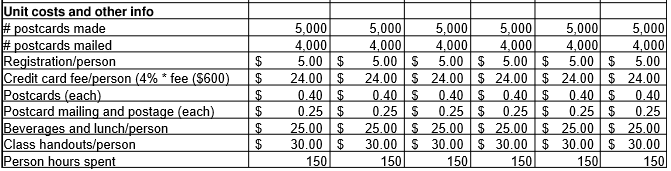 Unit costs and other info
# postcards made 5,000 5,000 5,000 5,000 5,000 5,000
# postcards mailed 4,000 4,000 4,000 4,000 4,000 4,000
Registration/person $ 5.00 $ 5.00 $ 5.00 $ 5.00 $ 5.00 $ 5.00
Credit card fee/person (4% * fee ($600) $ 24.00 $ 24.00 $ 24.00 $ 24.00 $ 24.00 $ 24.00
Postcards (each) $ 0.40 $ 0.40 $ 0.40 $ 0.40 $ 0.40 $ 0.40
Postcard mailing and postage (each) $ 0.25 $ 0.25 $ 0.25 $ 0.25 $ 0.25 $ 0.25
Beverages and lunch/person $ 25.00 $ 25.00 $ 25.00 $ 25.00 $ 25.00 $ 25.00
Class handouts/person $ 30.00 $ 30.00 $ 30.00 $ 30.00 $ 30.00 $ 30.00
Person hours spent 150 150 150 150 150 150